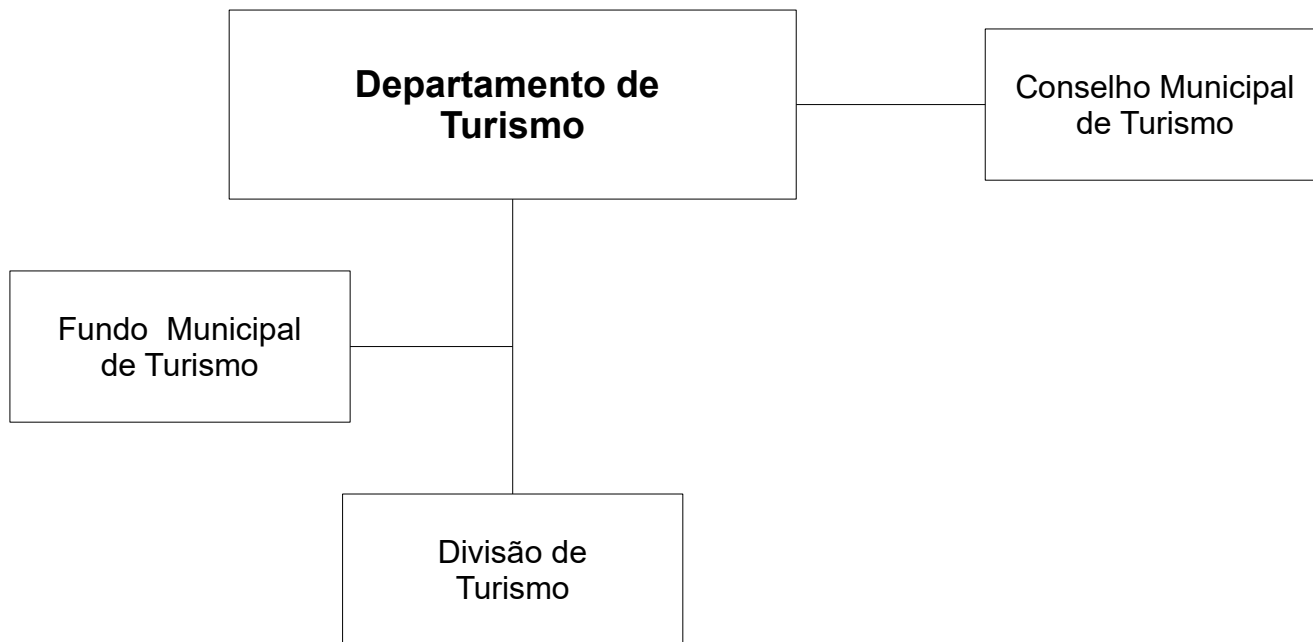 Departamento de
Turismo
Conselho Municipal
de Turismo
Fundo  Municipal
de Turismo
Divisão de
Turismo